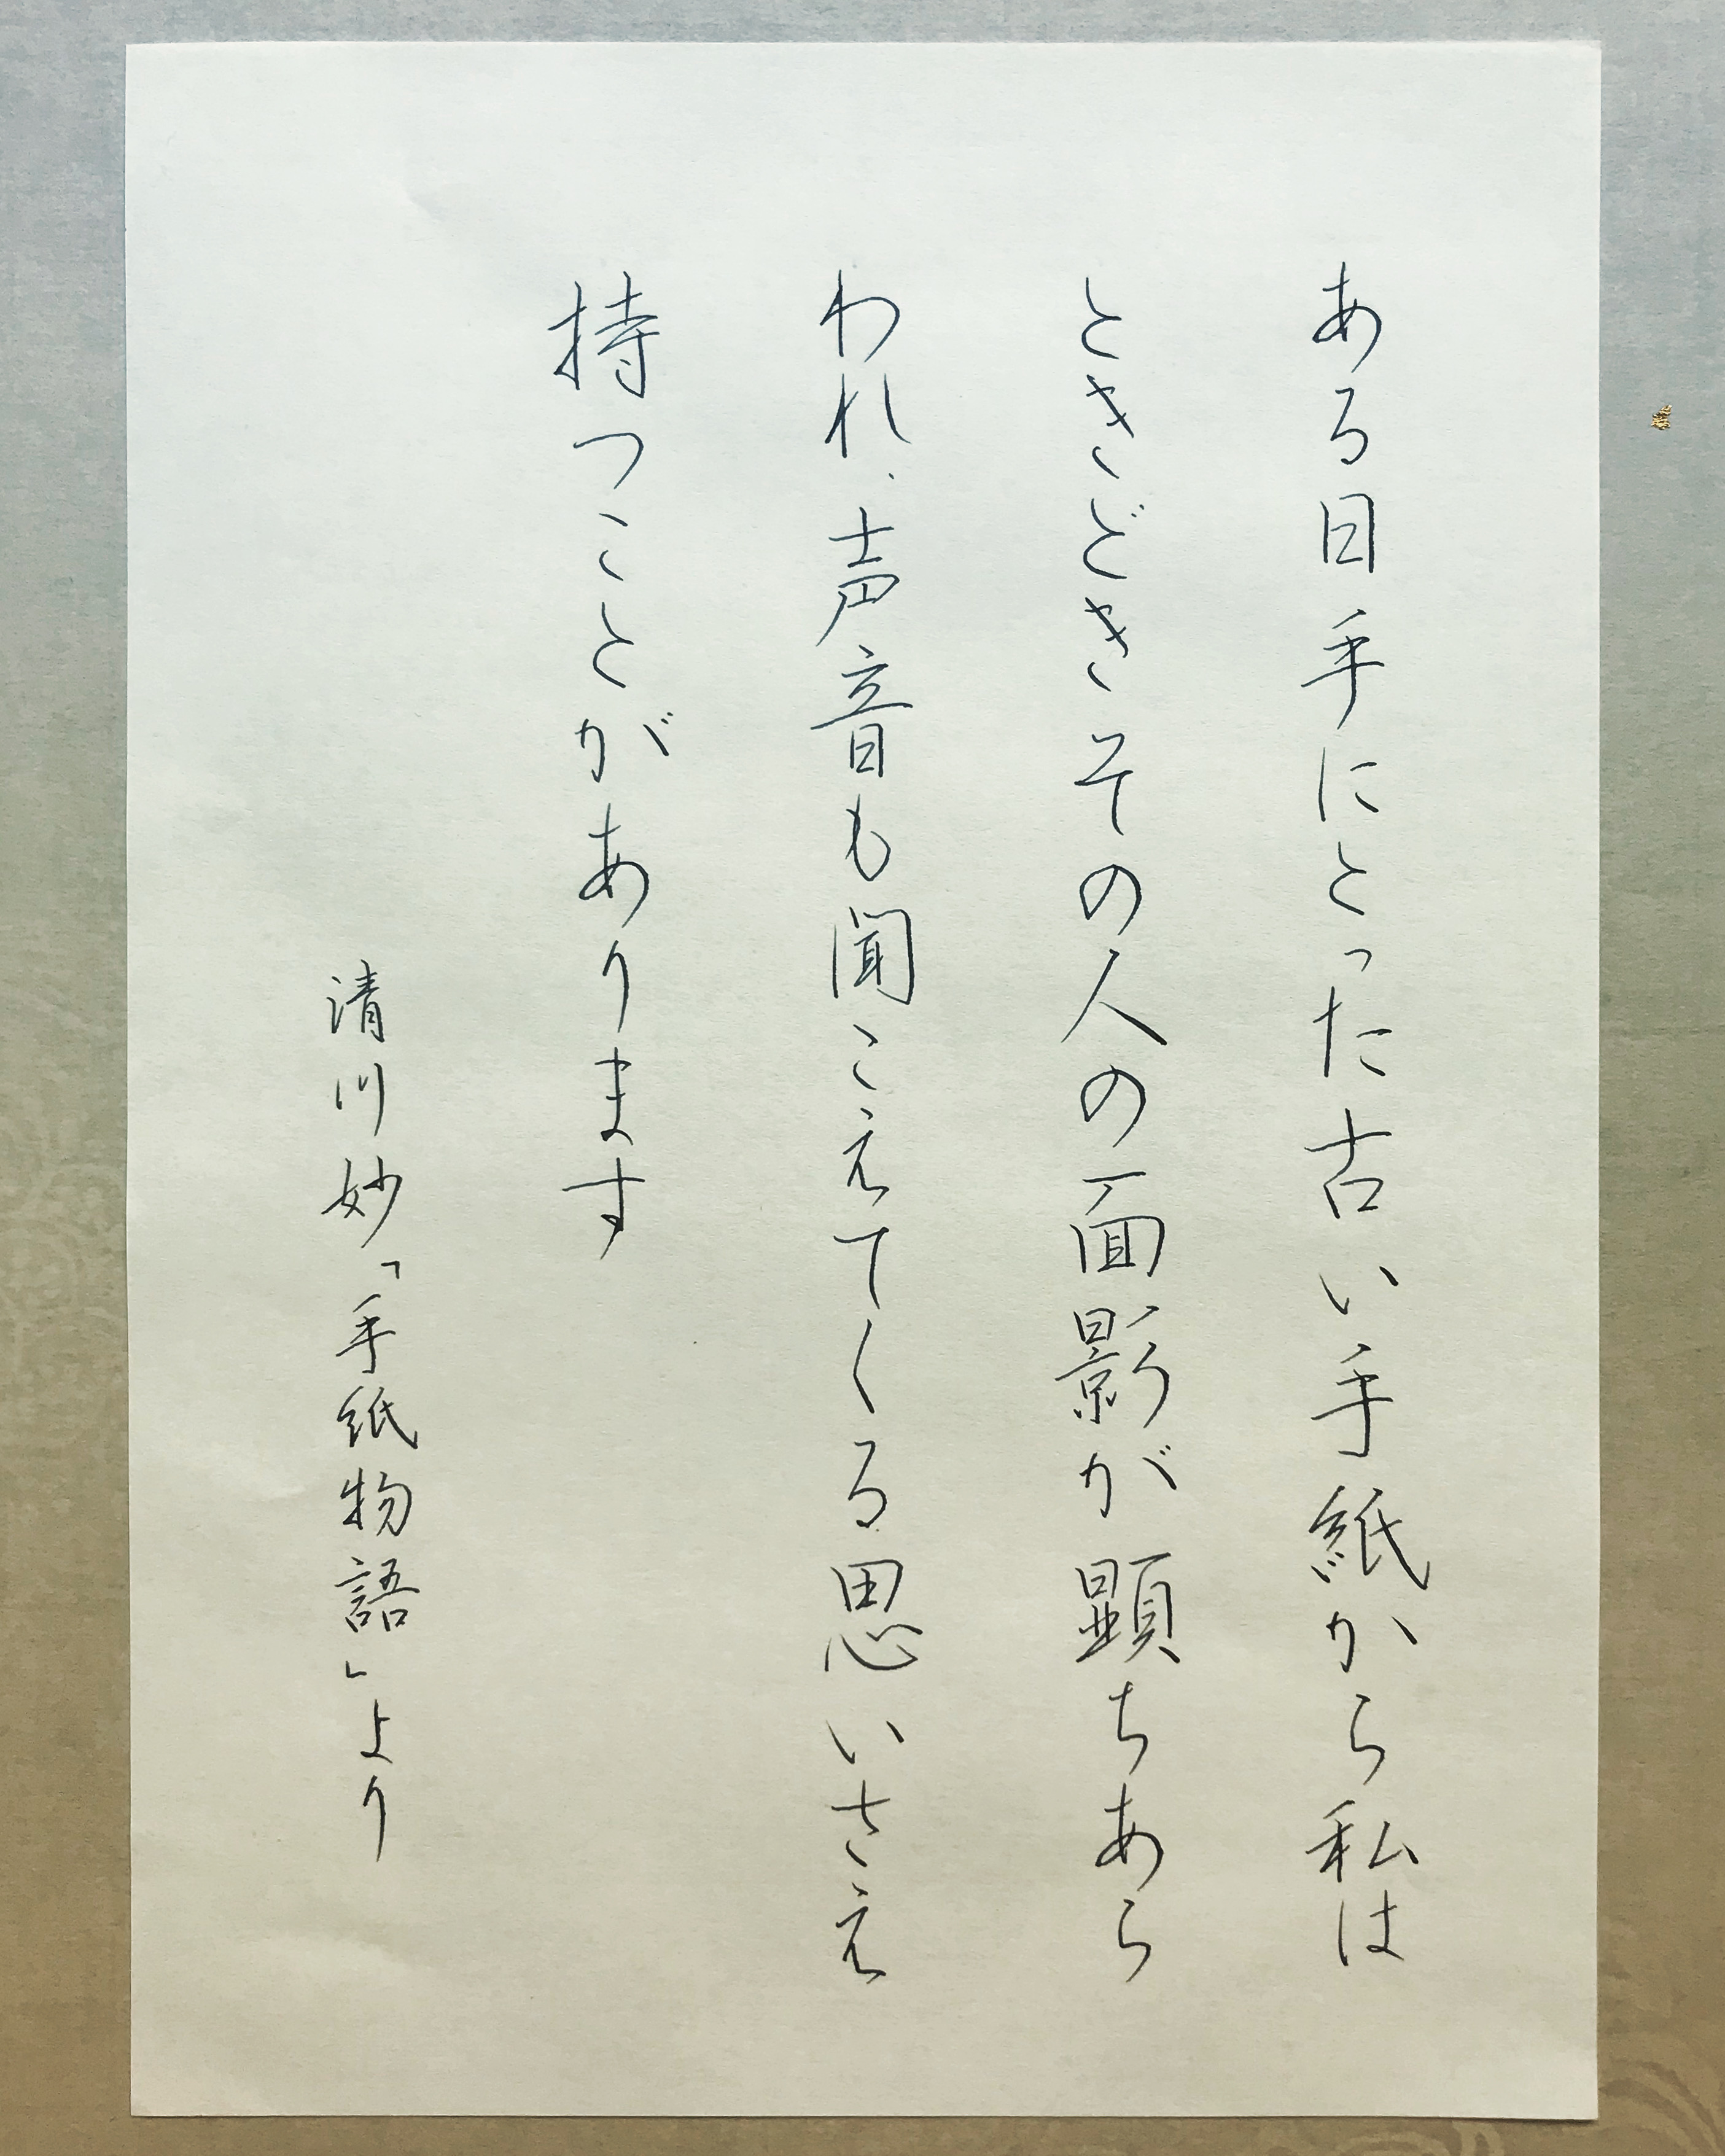 ある日手にとった古い手紙から私は
ときどきその人の面影が顕ちあら
われ、声音も聞こえてくる思いさえ
持つことがあります
清川妙「手紙物語」より